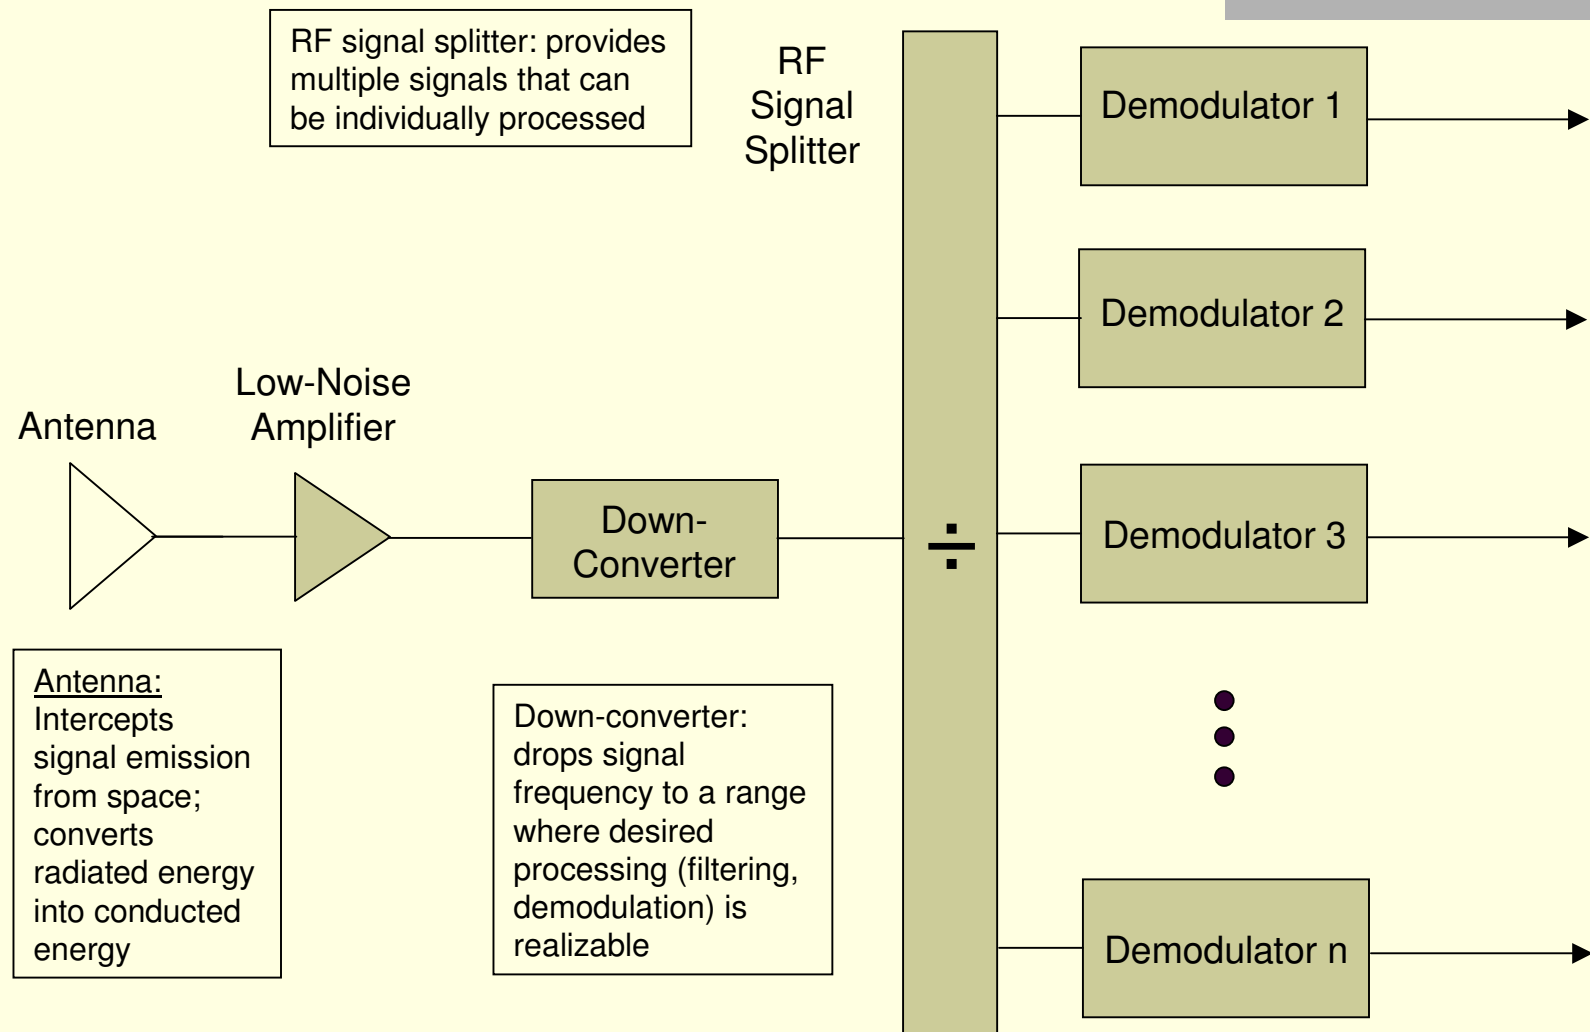 RF signal splitter: provides
multiple signals that can
be individually processed
RF
Signal
Splitter
Demodulator 1
Demodulator 2
Low-Noise
Amplifier
Antenna
Down-
Converter
÷
Demodulator 3
Antenna:
Intercepts
signal emission
from space;
converts
radiated energy
into conducted
energy
Down-converter:
drops signal
frequency to a range
where desired
processing (filtering,
demodulation) is
realizable
Demodulator n